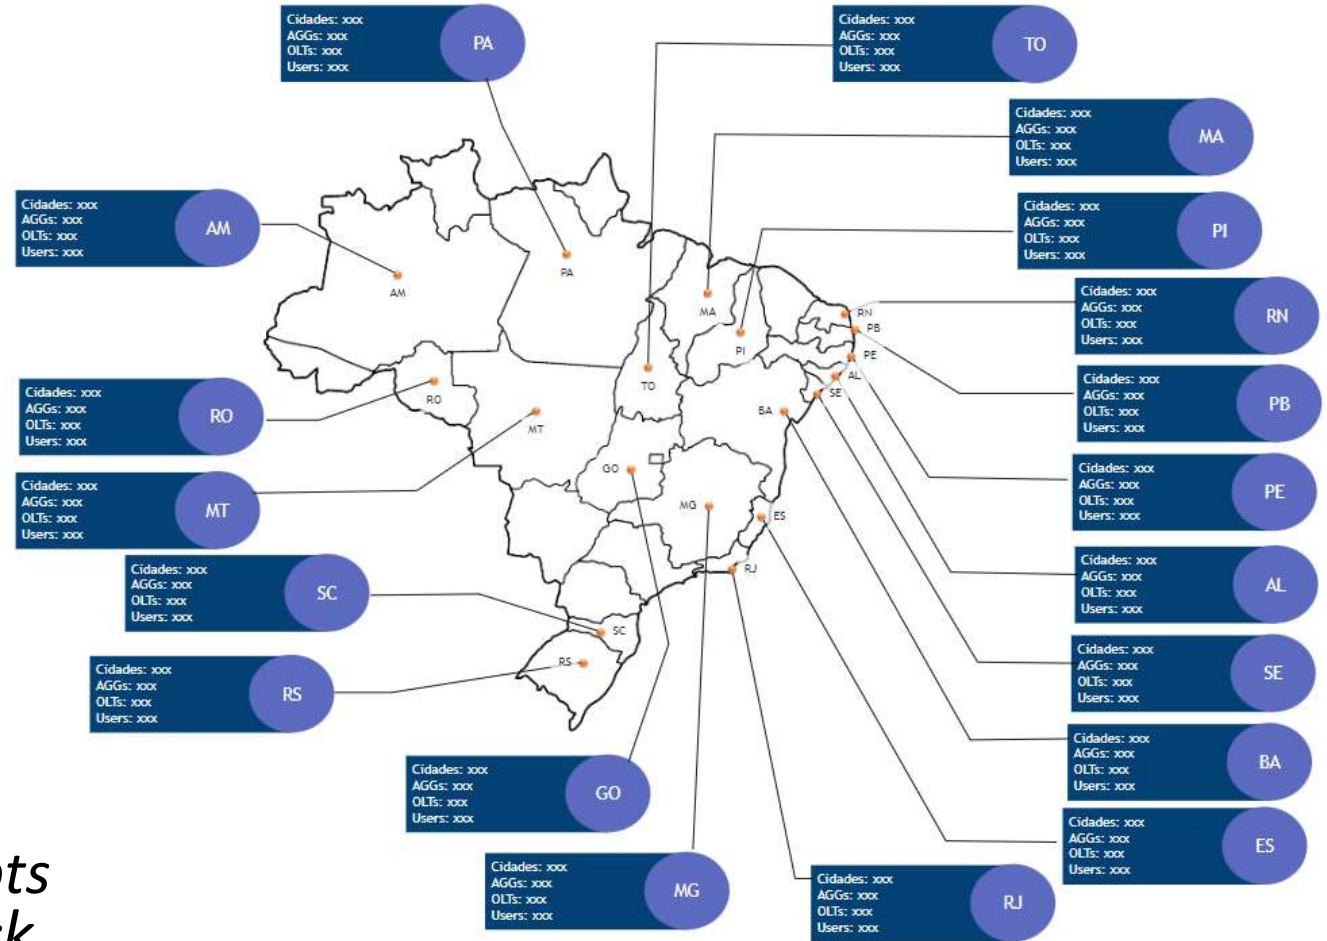 Cidades: xxx
AGGs: xxx
OLTs: xxx
Users: xxx
PA
Cidades: xxx
AGGs: xxx
OLTs: xxx
Users: xxx
TO
Cidades: xxx
AGGs: xxx
OLTs: xxx
Users: xxx
MA
Cidades: xxx
AGGs: xxx
OLTs: xxx
Users: xxx
AM
Cidades: xxx
AGGs: xxx
OLTs: xxx
Users: xxx
PI
Cidades: xxx
AGGs: xxx
OLTs: xxx
Users: xxx
RN
Cidades: xxx
AGGs: xxx
OLTs: xxx
Users: xxx
PB
Cidades: xxx
AGGs: xxx
OLTs: xxx
Users: xxx
RO
Cidades: xxx
AGGs: xxx
OLTs: xxx
Users: xxx
PE
Cidades: xxx
AGGs: xxx
OLTs: xxx
Users: xxx
MT
Cidades: xxx
AGGs: xxx
OLTs: xxx
Users: xxx
AL
Cidades: xxx
AGGs: xxx
OLTs: xxx
Users: xxx
SC
Cidades: xxx
AGGs: xxx
OLTs: xxx
Users: xxx
SE
Cidades: xxx
AGGs: xxx
OLTs: xxx
Users: xxx
RS
Cidades: xxx
AGGs: xxx
OLTs: xxx
Users: xxx
BA
Cidades: xxx
AGGs: xxx
OLTs: xxx
Users: xxx
GO
Cidades: xxx
AGGs: xxx
OLTs: xxx
Users: xxx
ES
Cidades: xxx
AGGs: xxx
OLTs: xxx
Users: xxx
MG
Cidades: xxx
AGGs: xxx
OLTs: xxx
Users: xxx
RJ
PA
AM
MA
RN
PB
PI
PE
AL
TO
SE
RO
BA
MT
GO
MG
ES
RJ
SC
RS